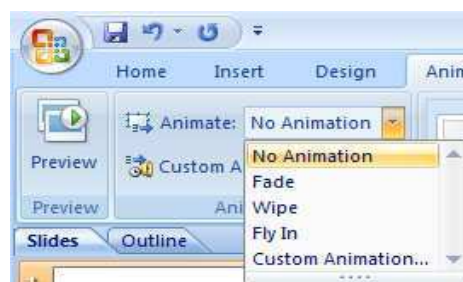 Home Insert Design Anim
Animate: No Animation
Preview Custom A No Animation
Fade
Preview Ani Wipe
Fly In
Slides Outline Custom Animation...